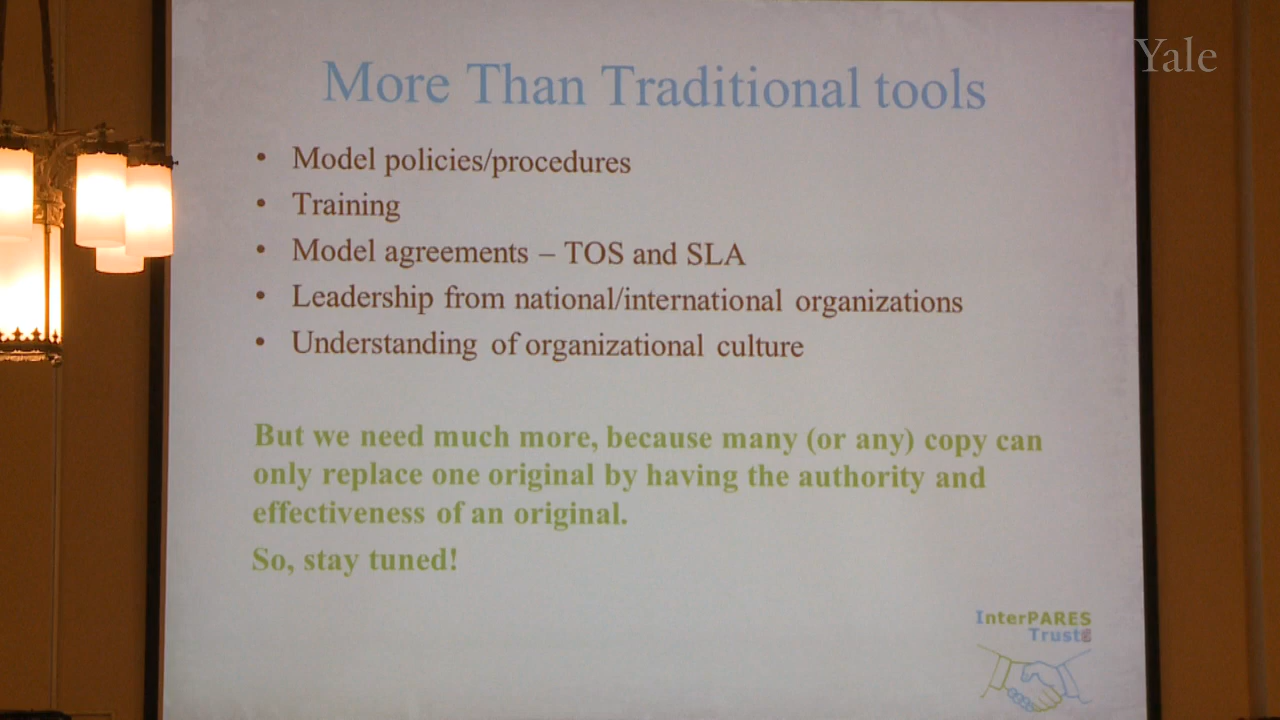 Yale
More Than Traditional tools
• Model policies/procedures
• Training
• Model agreements – TOS and SLA
• Leadership from national/international organizations
• Understanding of organizational culture
But we need much more, because many (or any) copy can
only replace one original by having the authority and
effectiveness of an original.
So, stay tuned!
InterPARES
Trust